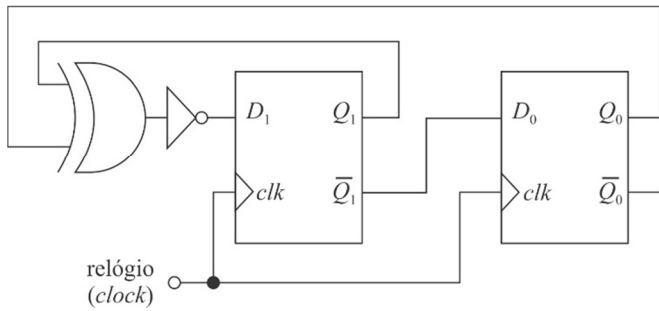 D₁ Q₁ D₀ Q₀
clk Q̅₁ clk Q̅₀
relógio
(clock)